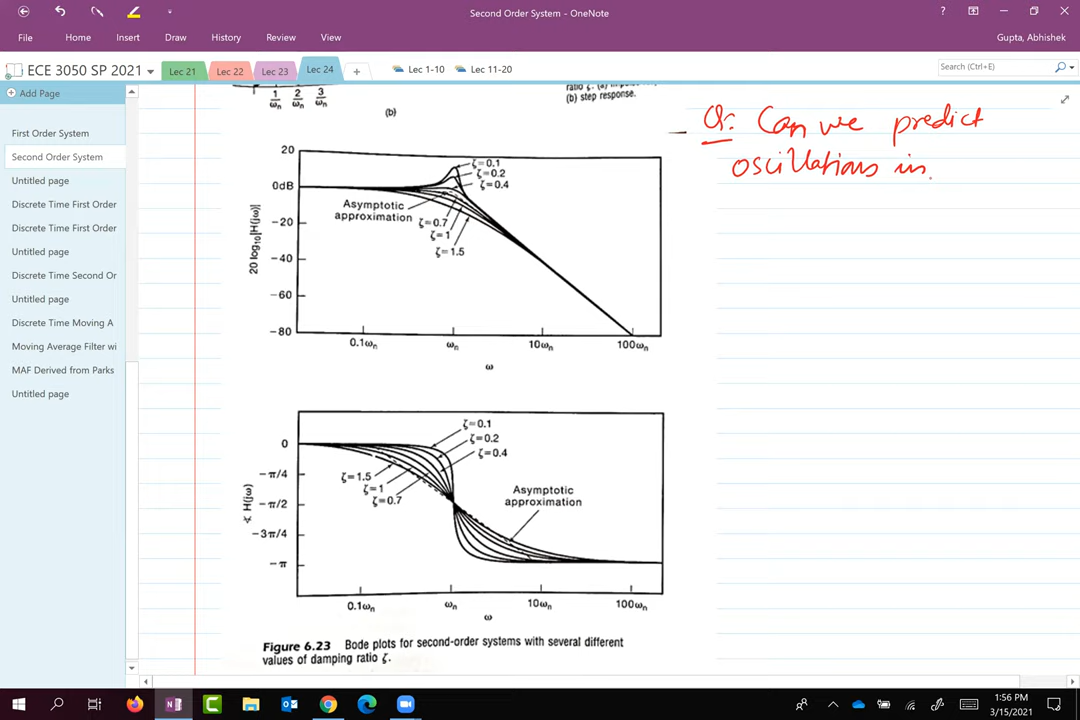 Second Order System - OneNote
?
File
Home
Insert
Draw
History
Review
View
Gupta, Abhishek
ECE 3050 SP 2021
Lec 21
Lec 22
Lec 23
Lec 24
+
Lec 1-10
Lec 11-20
Search (Ctrl+E)
Add Page
First Order System
Second Order System
Untitled page
Discrete Time First Order
Discrete Time First Order
Untitled page
Discrete Time Second Or
Untitled page
Discrete Time Moving A
Moving Average Filter wi
MAF Derived from Parks
Untitled page
1/ωn 2/ωn 3/ωn
(b)
(b) step response.
Q: Can we predict
oscillations in
20
0dB
−20
−40
−60
−80
20 log10|H(jω)|
ζ=0.1
ζ=0.2
ζ=0.4
Asymptotic
approximation
ζ=0.7
ζ=1
ζ=1.5
0.1ωn
ωn
10ωn
100ωn
ω
0
−π/4
−π/2
−3π/4
−π
∢ H(jω)
ζ=0.1
ζ=0.2
ζ=0.4
ζ=1.5
ζ=1
ζ=0.7
Asymptotic
approximation
0.1ωn
ωn
10ωn
100ωn
ω
Figure 6.23 Bode plots for second-order systems with several different
values of damping ratio ζ.
1:56 PM
3/15/2021